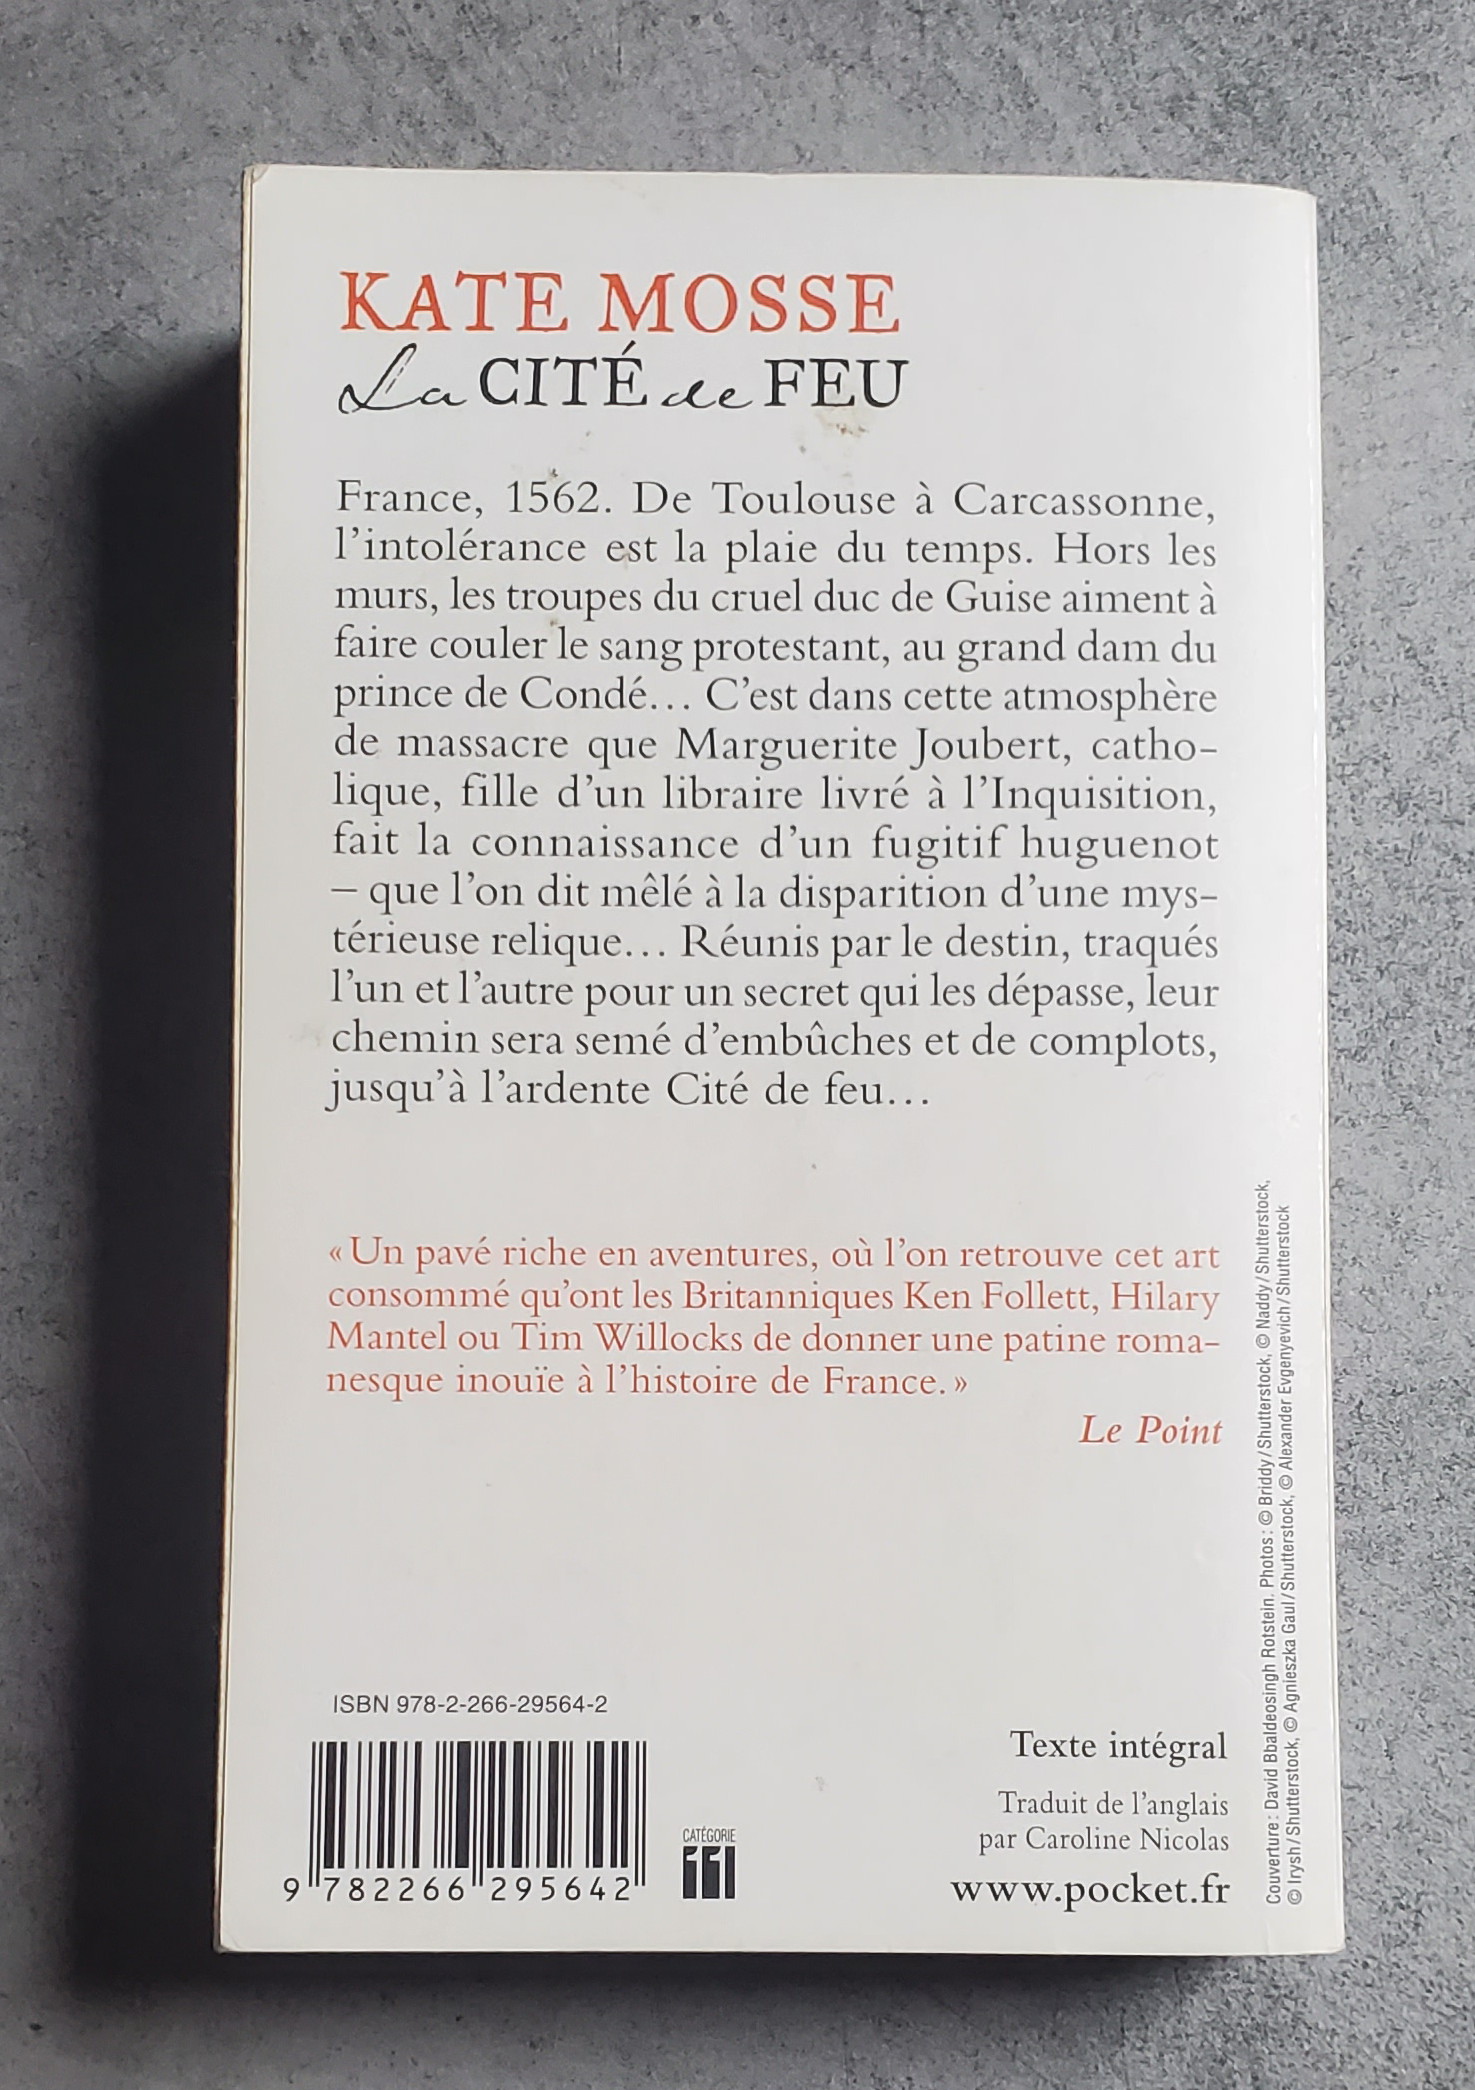 KATE MOSSE
La CITÉ de FEU
France, 1562. De Toulouse à Carcassonne,
l'intolérance est la plaie du temps. Hors les
murs, les troupes du cruel duc de Guise aiment à
faire couler le sang protestant, au grand dam du
prince de Condé... C'est dans cette atmosphère
de massacre que Marguerite Joubert, catho-
lique, fille d'un libraire livré à l'Inquisition,
fait la connaissance d'un fugitif huguenot
– que l'on dit mêlé à la disparition d'une mys-
térieuse relique... Réunis par le destin, traqués
l'un et l'autre pour un secret qui les dépasse, leur
chemin sera semé d'embûches et de complots,
jusqu'à l'ardente Cité de feu...
« Un pavé riche en aventures, où l'on retrouve cet art
consommé qu'ont les Britanniques Ken Follett, Hilary
Mantel ou Tim Willocks de donner une patine roma-
nesque inouïe à l'histoire de France. »
Le Point
ISBN 978-2-266-29564-2
9 782266 295642
CATÉGORIE
11
Texte intégral
Traduit de l'anglais
par Caroline Nicolas
www.pocket.fr
Couverture : David Bbaldeosingh Rotstein. Photos : © Briddy / Shutterstock, © Naddy / Shutterstock,
© Irysh / Shutterstock, © Agnieszka Gaul / Shutterstock, © Alexander Evgenyevich / Shutterstock